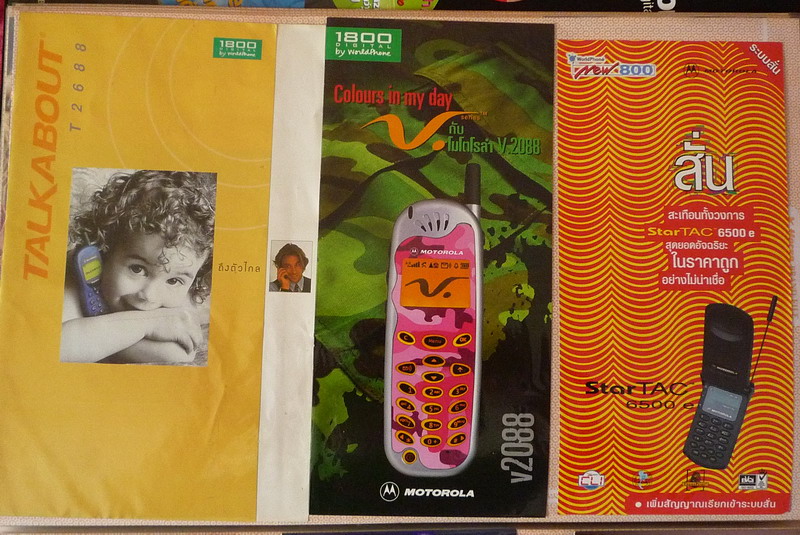 TALKABOUT
T2688
1800
DIGITAL
by WorldPhone
ถึงตัวไกล
1800
DIGITAL
by WorldPhone
Colours in my day
V. series™
กับ
โมโตโรล่า V.2088
MOTOROLA
Menu
OK
v2088
MOTOROLA
WorldPhone
New 800
MOTOROLA
ระบบสั่น
สั่น
สะเทือนทั้งวงการ
StarTAC 6500 e
สุดยอดอัจฉริยะ
ในราคาถูก
อย่างไม่น่าเชื่อ
StarTAC
6500 e
CLI
เพิ่มสัญญาณเรียกเข้าระบบสั่น